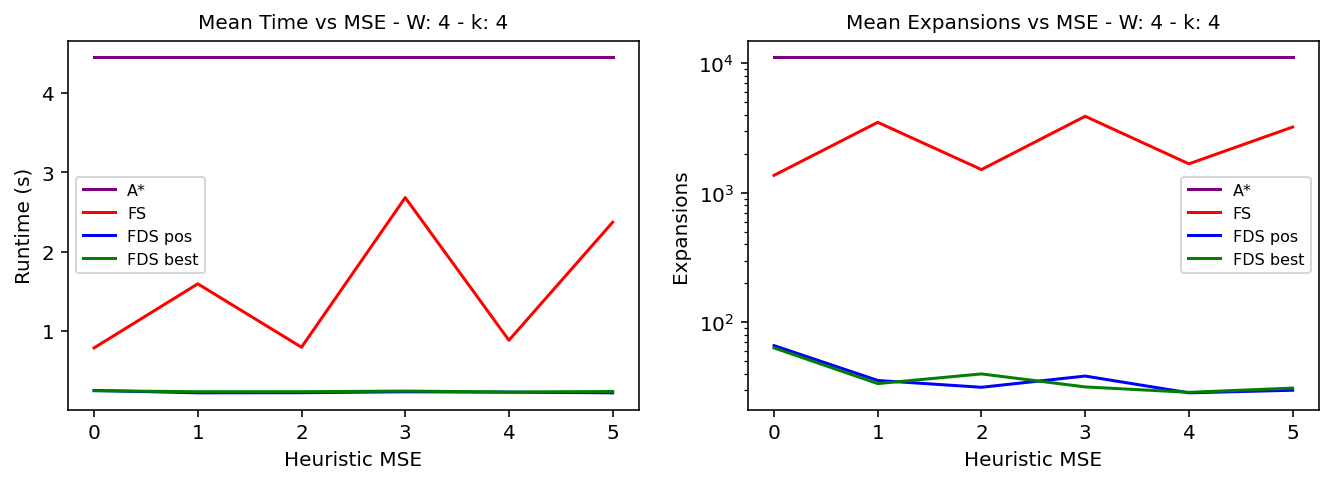 Mean Time vs MSE - W: 4 - k: 4
Runtime (s)
4
3
2
1
A*
FS
FDS pos
FDS best
0 1 2 3 4 5
Heuristic MSE
Mean Expansions vs MSE - W: 4 - k: 4
Expansions
10⁴
10³
10²
A*
FS
FDS pos
FDS best
0 1 2 3 4 5
Heuristic MSE